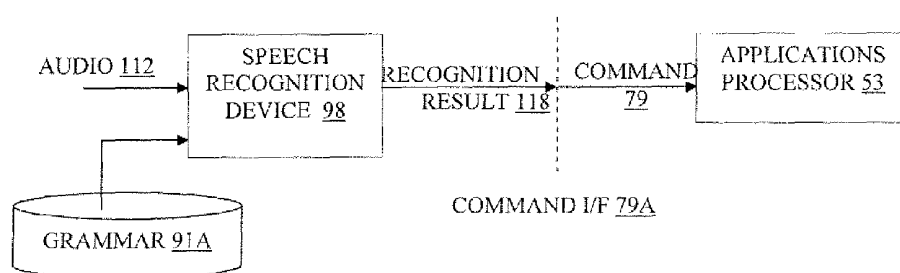 AUDIO 112
SPEECH
RECOGNITION
DEVICE 98
RECOGNITION
RESULT 118
COMMAND
79
APPLICATIONS
PROCESSOR 53
COMMAND I/F 79A
GRAMMAR 91A